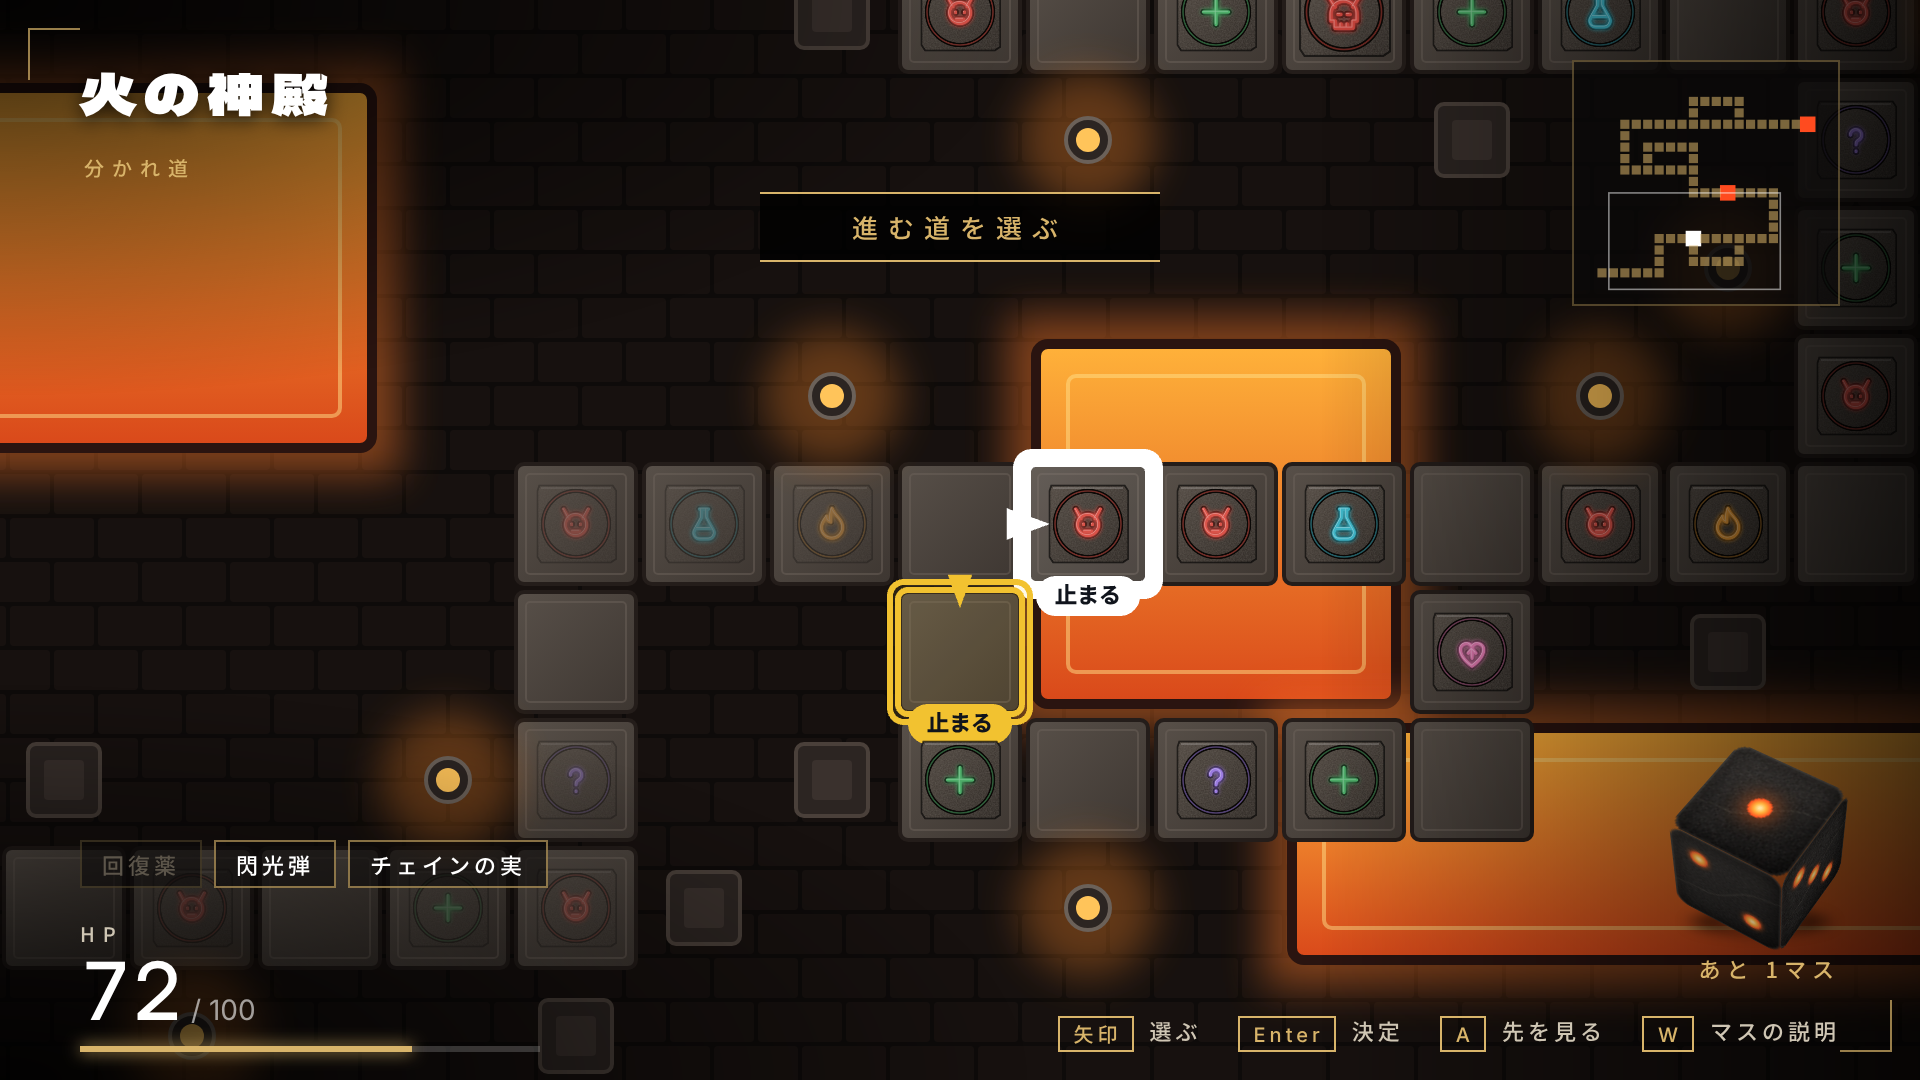 火の神殿
分かれ道
進む道を選ぶ
止まる
止まる
回復薬
閃光弾
チェインの実
HP
72 / 100
あと 1マス
矢印 選ぶ Enter 決定 A 先を見る W マスの説明